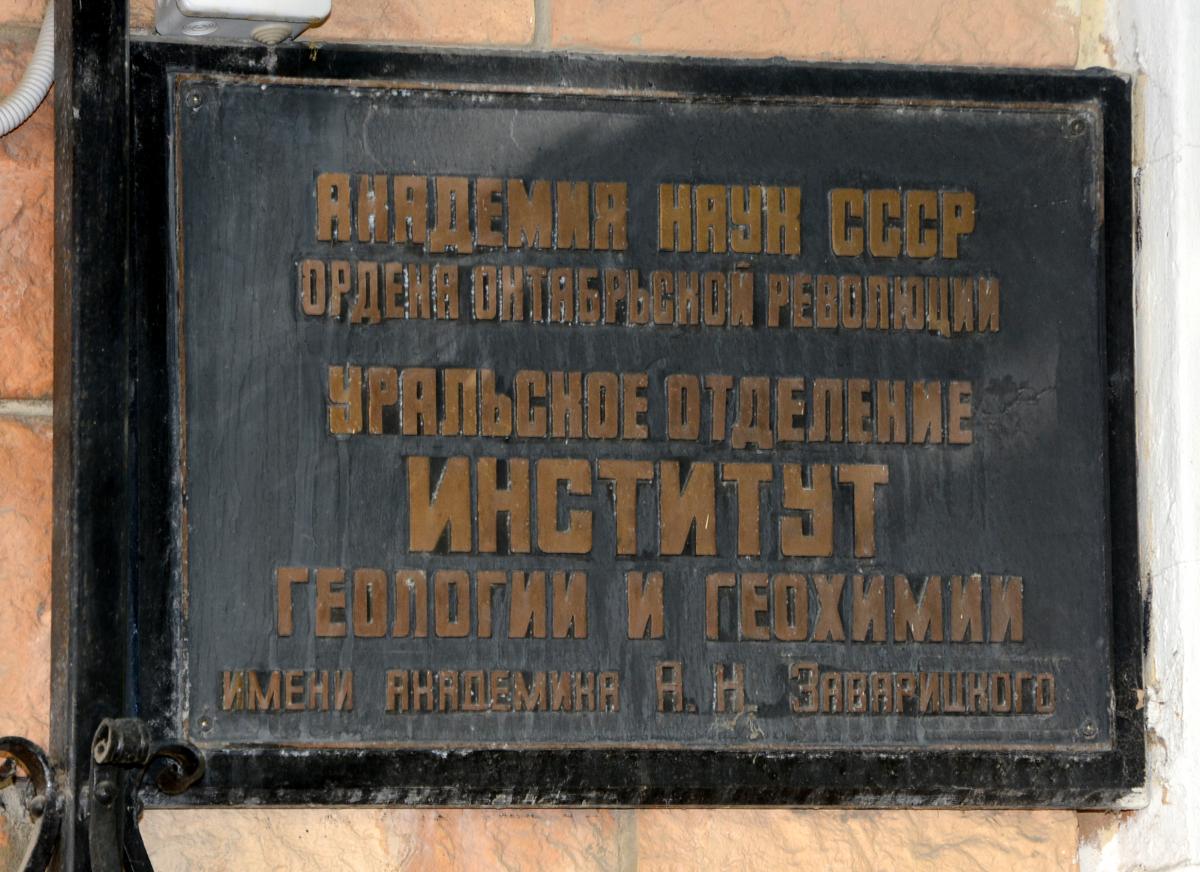 АКАДЕМИЯ НАУК СССР
ОРДЕНА ОКТЯБРЬСКОЙ РЕВОЛЮЦИИ
УРАЛЬСКОЕ ОТДЕЛЕНИЕ
ИНСТИТУТ
ГЕОЛОГИИ И ГЕОХИМИИ
ИМЕНИ АКАДЕМИКА А. Н. ЗАВАРИЦКОГО